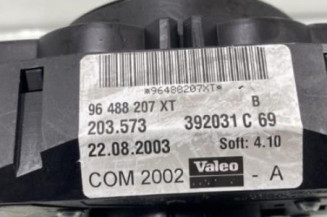 *96488207XT*
96 488 207 XT B
203.573 392031 C 69
22.08.2003 Soft: 4.10
COM 2002 Valeo - A